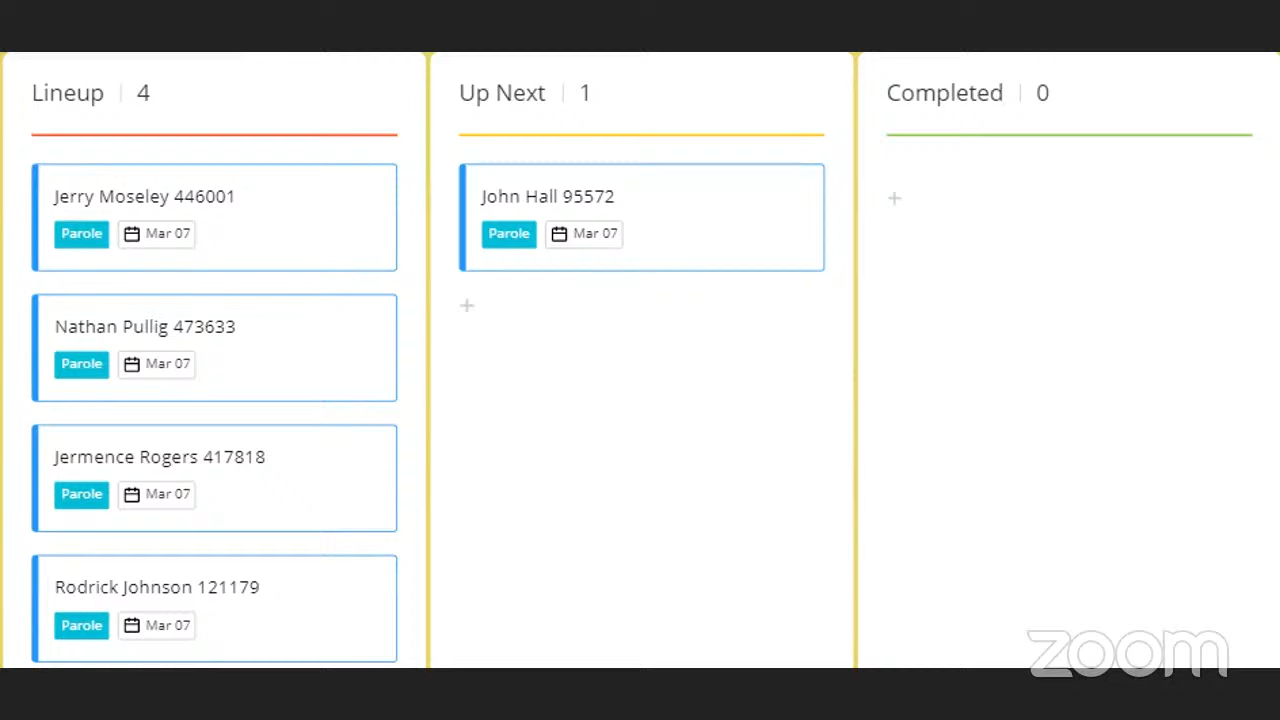 Lineup 4
Jerry Moseley 446001
Parole Mar 07
Nathan Pullig 473633
Parole Mar 07
Jermence Rogers 417818
Parole Mar 07
Rodrick Johnson 121179
Parole Mar 07
Up Next 1
John Hall 95572
Parole Mar 07
+
Completed 0
+
zoom